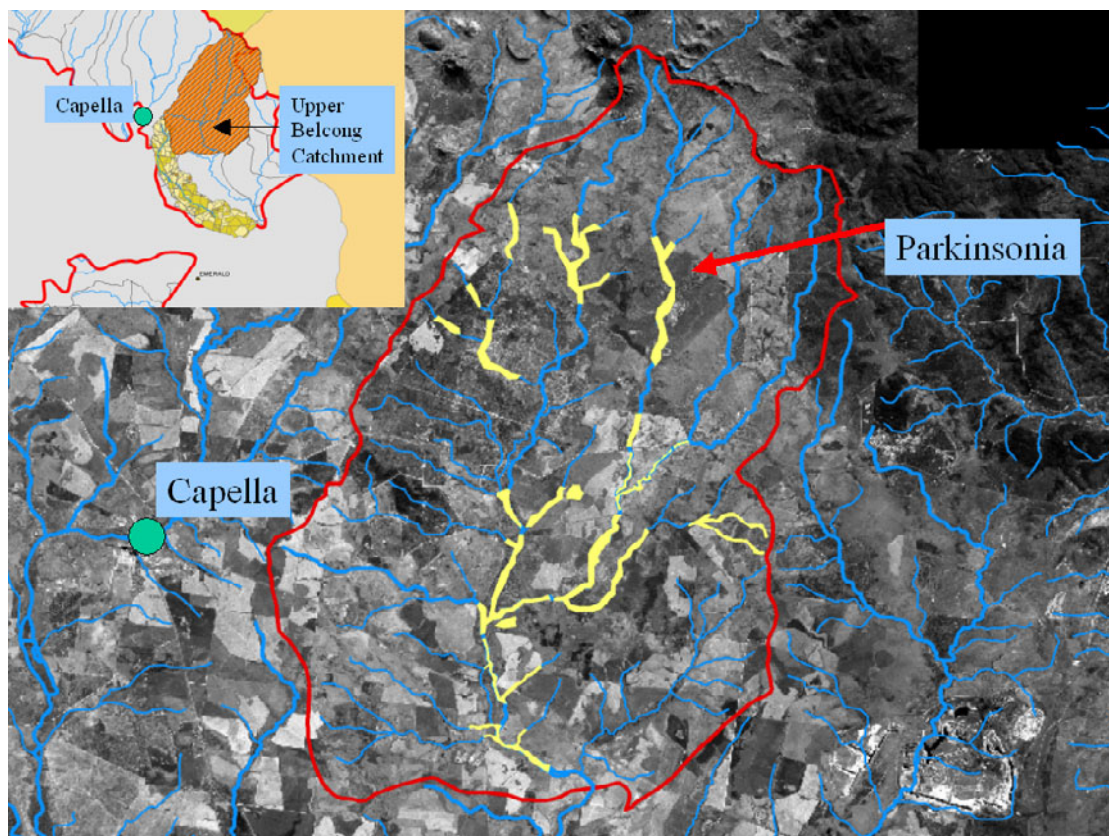 Capella
Upper
Belcong
Catchment
EMERALD
Parkinsonia
Capella